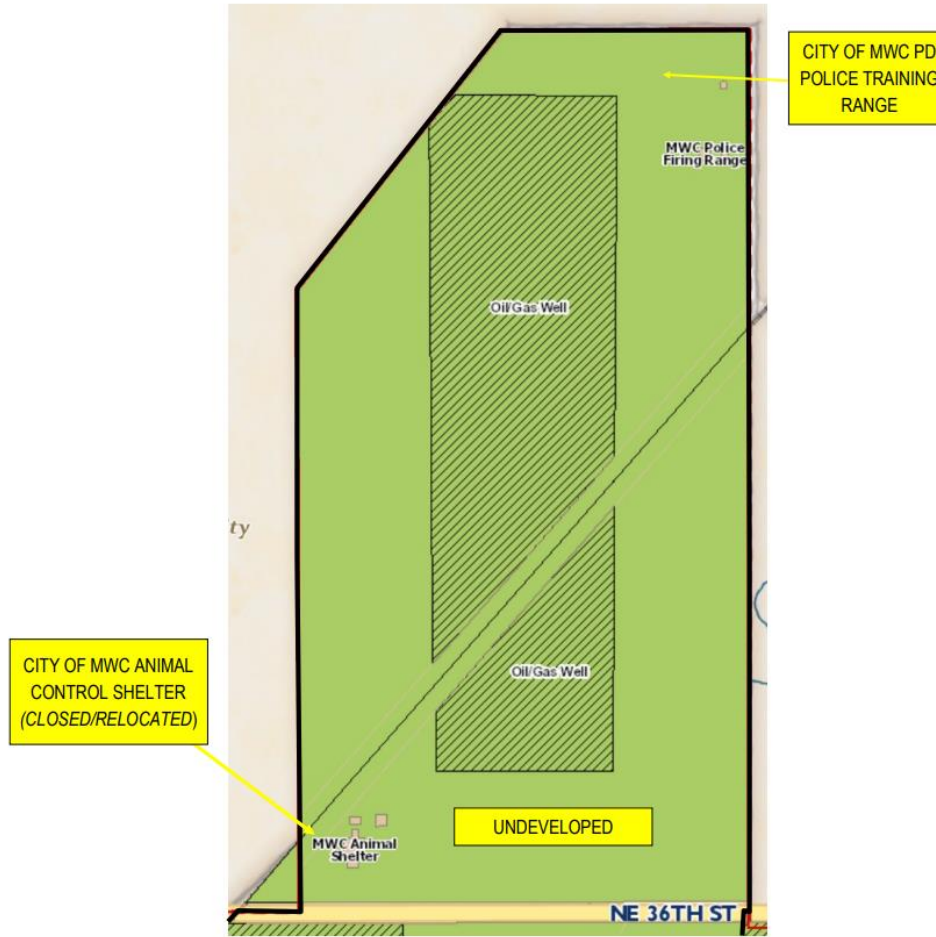 CITY OF MWC PD
POLICE TRAINING
RANGE
MWC Police
Firing Range
Oil/Gas Well
ty
CITY OF MWC ANIMAL
CONTROL SHELTER
(CLOSED/RELOCATED)
Oil/Gas Well
UNDEVELOPED
MWC Animal
Shelter
NE 36TH ST